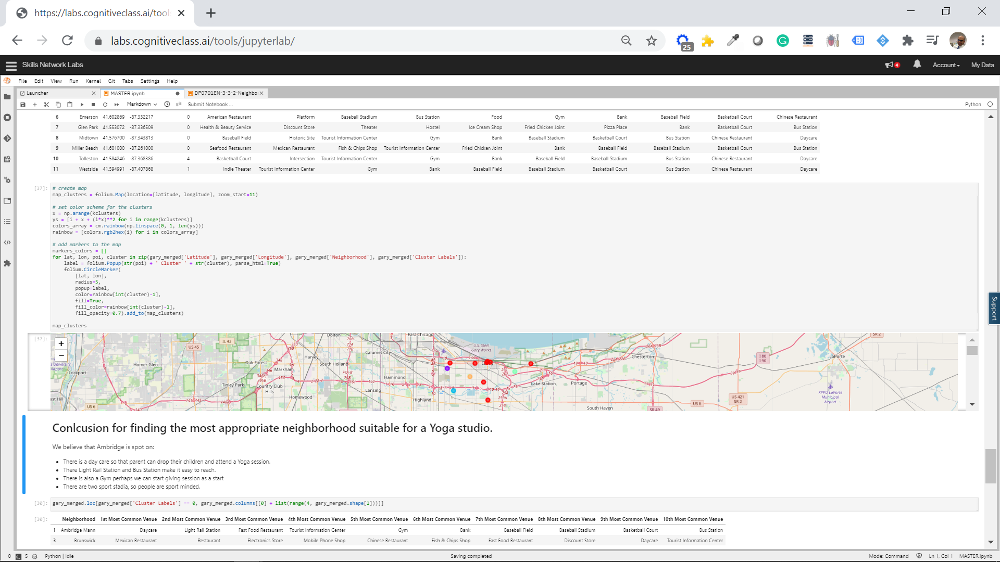 https://labs.cognitiveclass.ai/tool
labs.cognitiveclass.ai/tools/jupyterlab/
25
Skills Network Labs
4
Account
My Data
File Edit View Run Kernel Git Tabs Settings Help
Launcher
MASTER.ipynb
DP0701EN-3-3-2-Neighbor
Markdown
git
Submit Notebook ...
Python
6 Emerson 41.602869 -87.332217 0 American Restaurant Platform Baseball Stadium Bus Station Food Gym Bank Baseball Field Basketball Court Chinese Restaurant
7 Glen Park 41.553072 -87.336509 0 Health & Beauty Service Discount Store Theater Hostel Ice Cream Shop Fried Chicken Joint Pizza Place Bank Basketball Court Bus Station
8 Midtown 41.576700 -87.343813 0 Baseball Field Historic Site Tourist Information Center Gym Bank Baseball Stadium Basketball Court Bus Station Chinese Restaurant Daycare
9 Miller Beach 41.601000 -87.261000 0 Seafood Restaurant Mexican Restaurant Fish & Chips Shop Tourist Information Center Fried Chicken Joint Bank Baseball Field Baseball Stadium Basketball Court Bus Station
10 Tolleston 41.584246 -87.368386 4 Basketball Court Intersection Tourist Information Center Gym Bank Baseball Field Baseball Stadium Bus Station Chinese Restaurant Daycare
11 Westside 41.594991 -87.407868 1 Indie Theater Tourist Information Center Gym Bank Baseball Field Baseball Stadium Basketball Court Bus Station Chinese Restaurant Daycare
[37]:
# create map
map_clusters = folium.Map(location=[latitude, longitude], zoom_start=11)
# set color scheme for the clusters
x = np.arange(kclusters)
ys = [i + x + (i*x)**2 for i in range(kclusters)]
colors_array = cm.rainbow(np.linspace(0, 1, len(ys)))
rainbow = [colors.rgb2hex(i) for i in colors_array]
# add markers to the map
markers_colors = []
for lat, lon, poi, cluster in zip(gary_merged['Latitude'], gary_merged['Longitude'], gary_merged['Neighborhood'], gary_merged['Cluster Labels']):
label = folium.Popup(str(poi) + ' Cluster ' + str(cluster), parse_html=True)
folium.CircleMarker(
[lat, lon],
radius=5,
popup=label,
color=rainbow[int(cluster)-1],
fill=True,
fill_color=rainbow[int(cluster)-1],
fill_opacity=0.7).add_to(map_clusters)
map_clusters
[37]:
+
−
Dolton
East Chicago
SR 2
US 45
IL 43
U.S. Steel
Gary Works
Calumet City
Harvey
Oak Forest
South Holland
Homer Glen
Markham
Lockport
Chesterton
I 80
I 90
LaPorte
Hammond
Tinley Park
Country Club
Hills
Lansing
Lake Station
Portage
Homewood
Highland
KPPO LaPorte
Municipal
Airport
US 421
SR 2
US 6
US 6
South Haven
SR 49
Support
Conlcusion for finding the most appropriate neighborhood suitable for a Yoga studio.
We believe that Ambridge is spot on:
There is a day care so that parent can drop their children and attend a Yoga session.
There Light Rail Station and Bus Station make it easy to reach.
There is also a Gym perhaps we can start giving session as a start
There are two sport stadia, so people are sport minded.
[30]: gary_merged.loc[gary_merged['Cluster Labels'] == 0, gary_merged.columns[[0] + list(range(4, gary_merged.shape[1]))]]
[30]:
Neighborhood 1st Most Common Venue 2nd Most Common Venue 3rd Most Common Venue 4th Most Common Venue 5th Most Common Venue 6th Most Common Venue 7th Most Common Venue 8th Most Common Venue 9th Most Common Venue 10th Most Common Venue
1 Ambridge Mann Daycare Light Rail Station Fast Food Restaurant Tourist Information Center Gym Bank Baseball Field Baseball Stadium Basketball Court Bus Station
3 Brunswick Mexican Restaurant Restaurant Electronics Store Mobile Phone Shop Chinese Restaurant Fish & Chips Shop Fast Food Restaurant Discount Store Daycare Tourist Information Center
0 5 Python | Idle
Saving completed
Mode: Command
Ln 1, Col 1
MASTER.ipynb